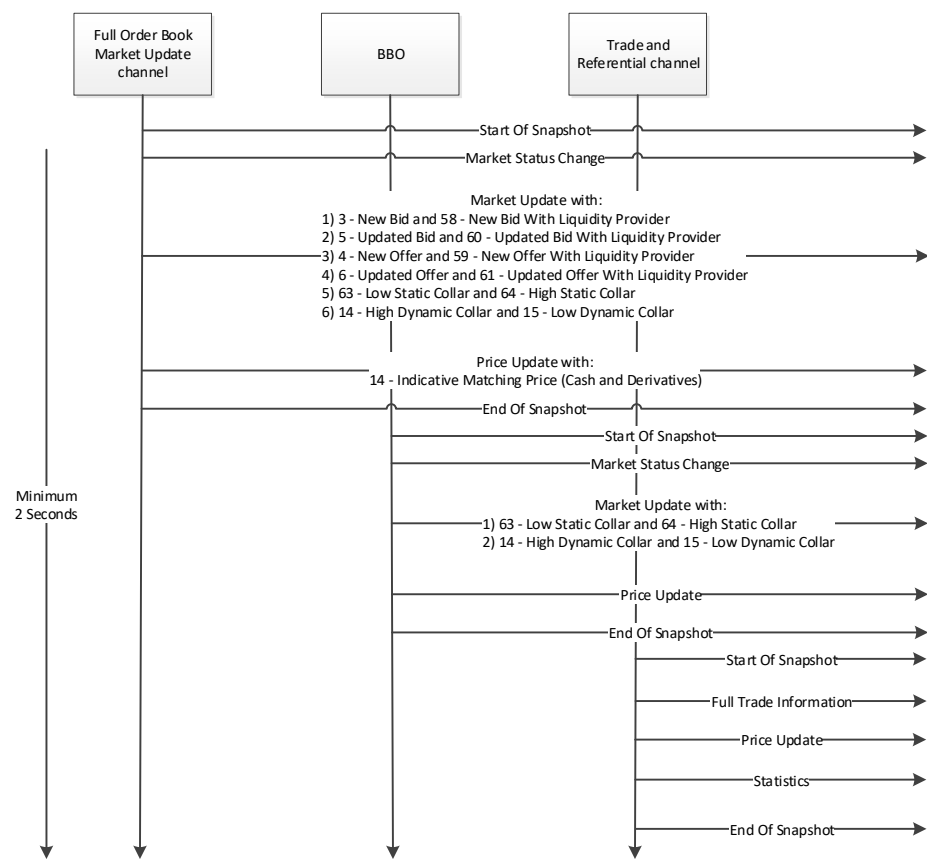 Full Order Book
Market Update
channel
BBO
Trade and
Referential channel
Start Of Snapshot
Market Status Change
Market Update with:
1) 3 - New Bid and 58 - New Bid With Liquidity Provider
2) 5 - Updated Bid and 60 - Updated Bid With Liquidity Provider
3) 4 - New Offer and 59 - New Offer With Liquidity Provider
4) 6 - Updated Offer and 61 - Updated Offer With Liquidity Provider
5) 63 - Low Static Collar and 64 - High Static Collar
6) 14 - High Dynamic Collar and 15 - Low Dynamic Collar
Price Update with:
14 - Indicative Matching Price (Cash and Derivatives)
End Of Snapshot
Start Of Snapshot
Market Status Change
Minimum
2 Seconds
Market Update with:
1) 63 - Low Static Collar and 64 - High Static Collar
2) 14 - High Dynamic Collar and 15 - Low Dynamic Collar
Price Update
End Of Snapshot
Start Of Snapshot
Full Trade Information
Price Update
Statistics
End Of Snapshot